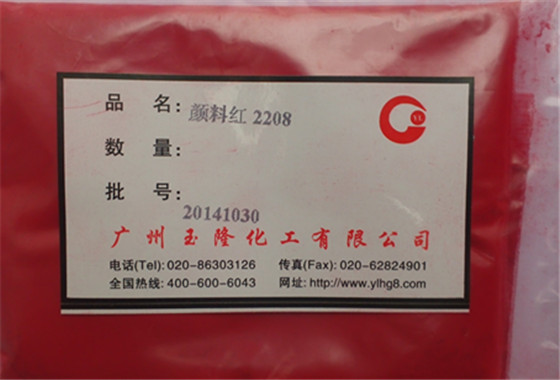 品 名: 颜料红 2208
YL
数 量:
批 号: 20141030
广州玉隆化工有限公司
电话(Tel): 020-86303126 传真(Fax): 020-62824901
全国热线: 400-600-6043 网址: http://www.ylhg8.com